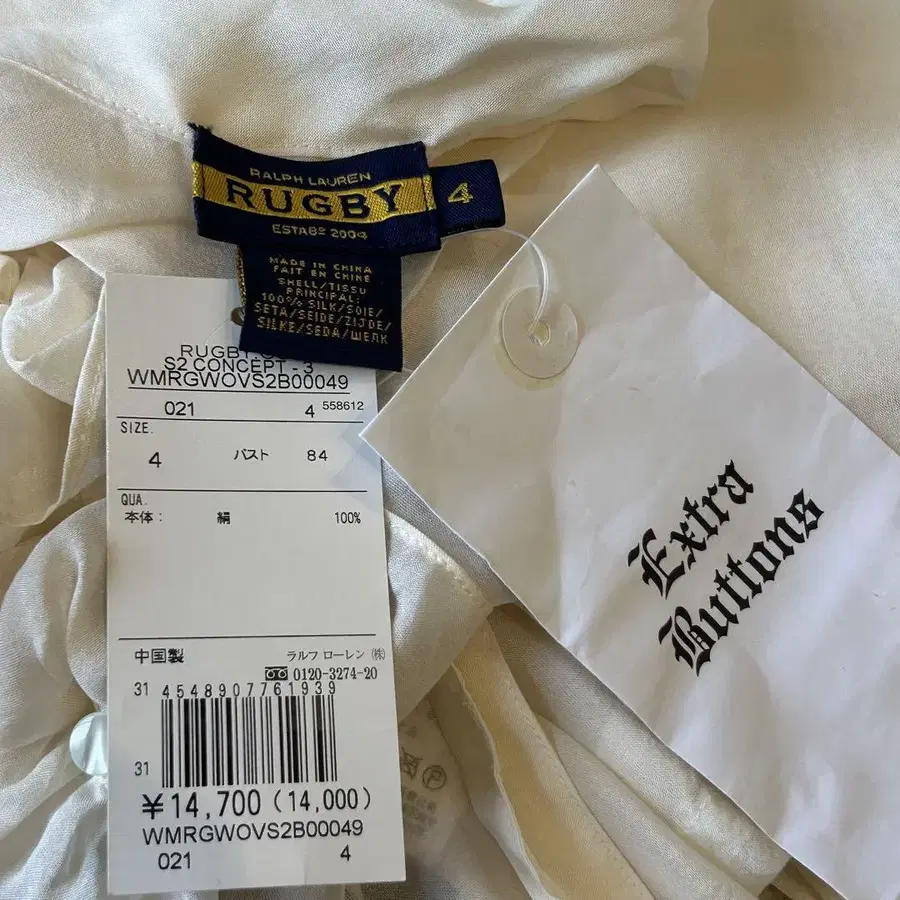 RALPH LAUREN
RUGBY
ESTABD 2004
4
MADE IN CHINA
FAIT EN CHINE
SHELL/TISSU
PRINCIPAL:
100% SILK/SOIE/
SETA/SEIDE/ZIJDE/
SILKE/SEDA/ШЕЛК
S2 CONCEPT - 3
WMRGWOVS2B00049
021 4 558612
SIZE.
4 バスト 84
QUA.
本体: 絹 100%
中国製 ラルフ ローレン ㈱
0120-3274-20
31 4548907761939
31
¥14,700 (14,000)
WMRGWOVS2B00049
021 4
Extra
Buttons